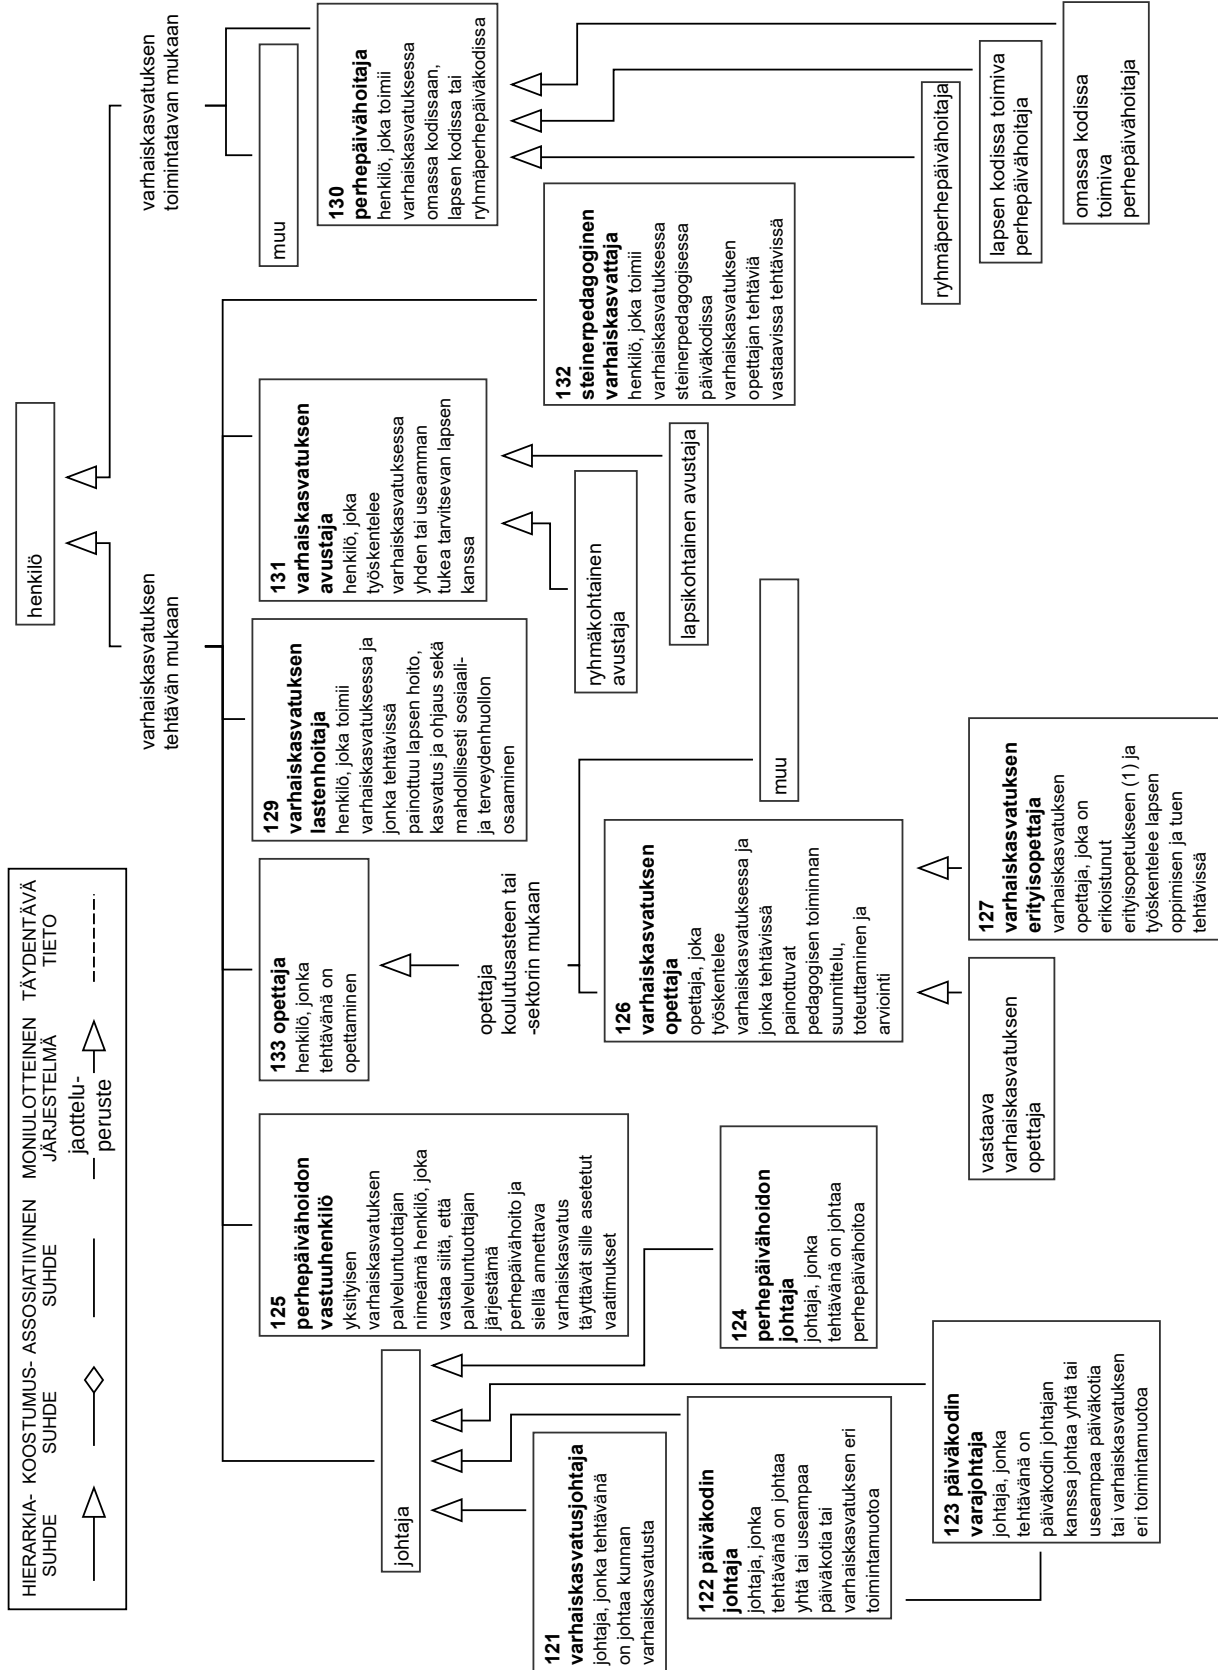 HIERARKIA- KOOSTUMUS- ASSOSIATIIVINEN MONIULOTTEINEN TÄYDENTÄVÄ
SUHDE SUHDE SUHDE JÄRJESTELMÄ TIETO
jaottelu-
peruste
henkilö
varhaiskasvatuksen
tehtävän mukaan
varhaiskasvatuksen
toimintatavan mukaan
johtaja
121
varhaiskasvatusjohtaja
johtaja, jonka tehtävänä
on johtaa kunnan
varhaiskasvatusta
122 päiväkodin
johtaja
johtaja, jonka
tehtävänä on johtaa
yhtä tai useampaa
päiväkotia tai
varhaiskasvatuksen eri
toimintamuotoa
123 päiväkodin
varajohtaja
johtaja, jonka
tehtävänä on
päiväkodin johtajan
kanssa johtaa yhtä tai
useampaa päiväkotia
tai varhaiskasvatuksen
eri toimintamuotoa
124
perhepäivähoidon
johtaja
johtaja, jonka
tehtävänä on johtaa
perhepäivähoitoa
125
perhepäivähoidon
vastuuhenkilö
yksityisen
varhaiskasvatuksen
palveluntuottajan
nimeämä henkilö, joka
vastaa siitä, että
palveluntuottajan
järjestämä
perhepäivähoito ja
siellä annettava
varhaiskasvatus
täyttävät sille asetetut
vaatimukset
133 opettaja
henkilö, jonka
tehtävänä on
opettaminen
opettaja
koulutusasteen tai
-sektorin mukaan
126
varhaiskasvatuksen
opettaja
opettaja, joka
työskentelee
varhaiskasvatuksessa ja
jonka tehtävissä
painottuvat
pedagogisen toiminnan
suunnittelu,
toteuttaminen ja
arviointi
muu
vastaava
varhaiskasvatuksen
opettaja
127
varhaiskasvatuksen
erityisopettaja
varhaiskasvatuksen
opettaja, joka on
erikoistunut
erityisopetukseen (1) ja
työskentelee lapsen
oppimisen ja tuen
tehtävissä
129
varhaiskasvatuksen
lastenhoitaja
henkilö, joka toimii
varhaiskasvatuksessa ja
jonka tehtävissä
painottuu lapsen hoito,
kasvatus ja ohjaus sekä
mahdollisesti sosiaali-
ja terveydenhuollon
osaaminen
131
varhaiskasvatuksen
avustaja
henkilö, joka
työskentelee
varhaiskasvatuksessa
yhden tai useamman
tukea tarvitsevan lapsen
kanssa
ryhmäkohtainen
avustaja
lapsikohtainen avustaja
132
steinerpedagoginen
varhaiskasvattaja
henkilö, joka toimii
varhaiskasvatuksessa
steinerpedagogisessa
päiväkodissa
varhaiskasvatuksen
opettajan tehtäviä
vastaavissa tehtävissä
muu
130
perhepäivähoitaja
henkilö, joka toimii
varhaiskasvatuksessa
omassa kodissaan,
lapsen kodissa tai
ryhmäperhepäiväkodissa
ryhmäperhepäivähoitaja
lapsen kodissa toimiva
perhepäivähoitaja
omassa kodissa
toimiva
perhepäivähoitaja